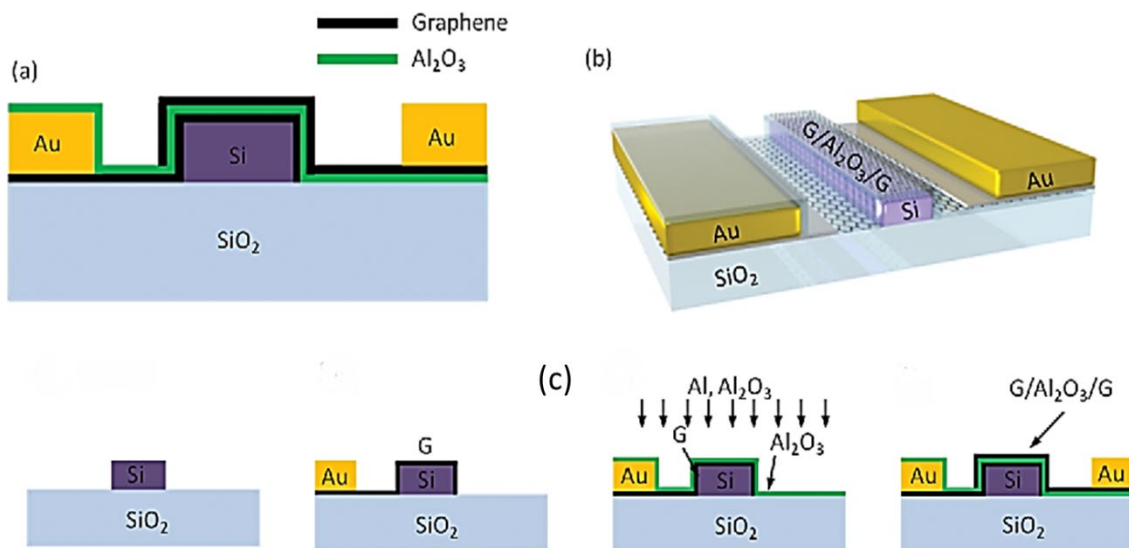 Graphene
Al₂O₃
(a)
Au
Si
Au
SiO₂
(b)
G/Al₂O₃/G
Au
Si
Au
SiO₂
(c)
Si
SiO₂
G
Au
Si
SiO₂
Al, Al₂O₃
G
Al₂O₃
Au
Si
SiO₂
G/Al₂O₃/G
Au
Si
Au
SiO₂